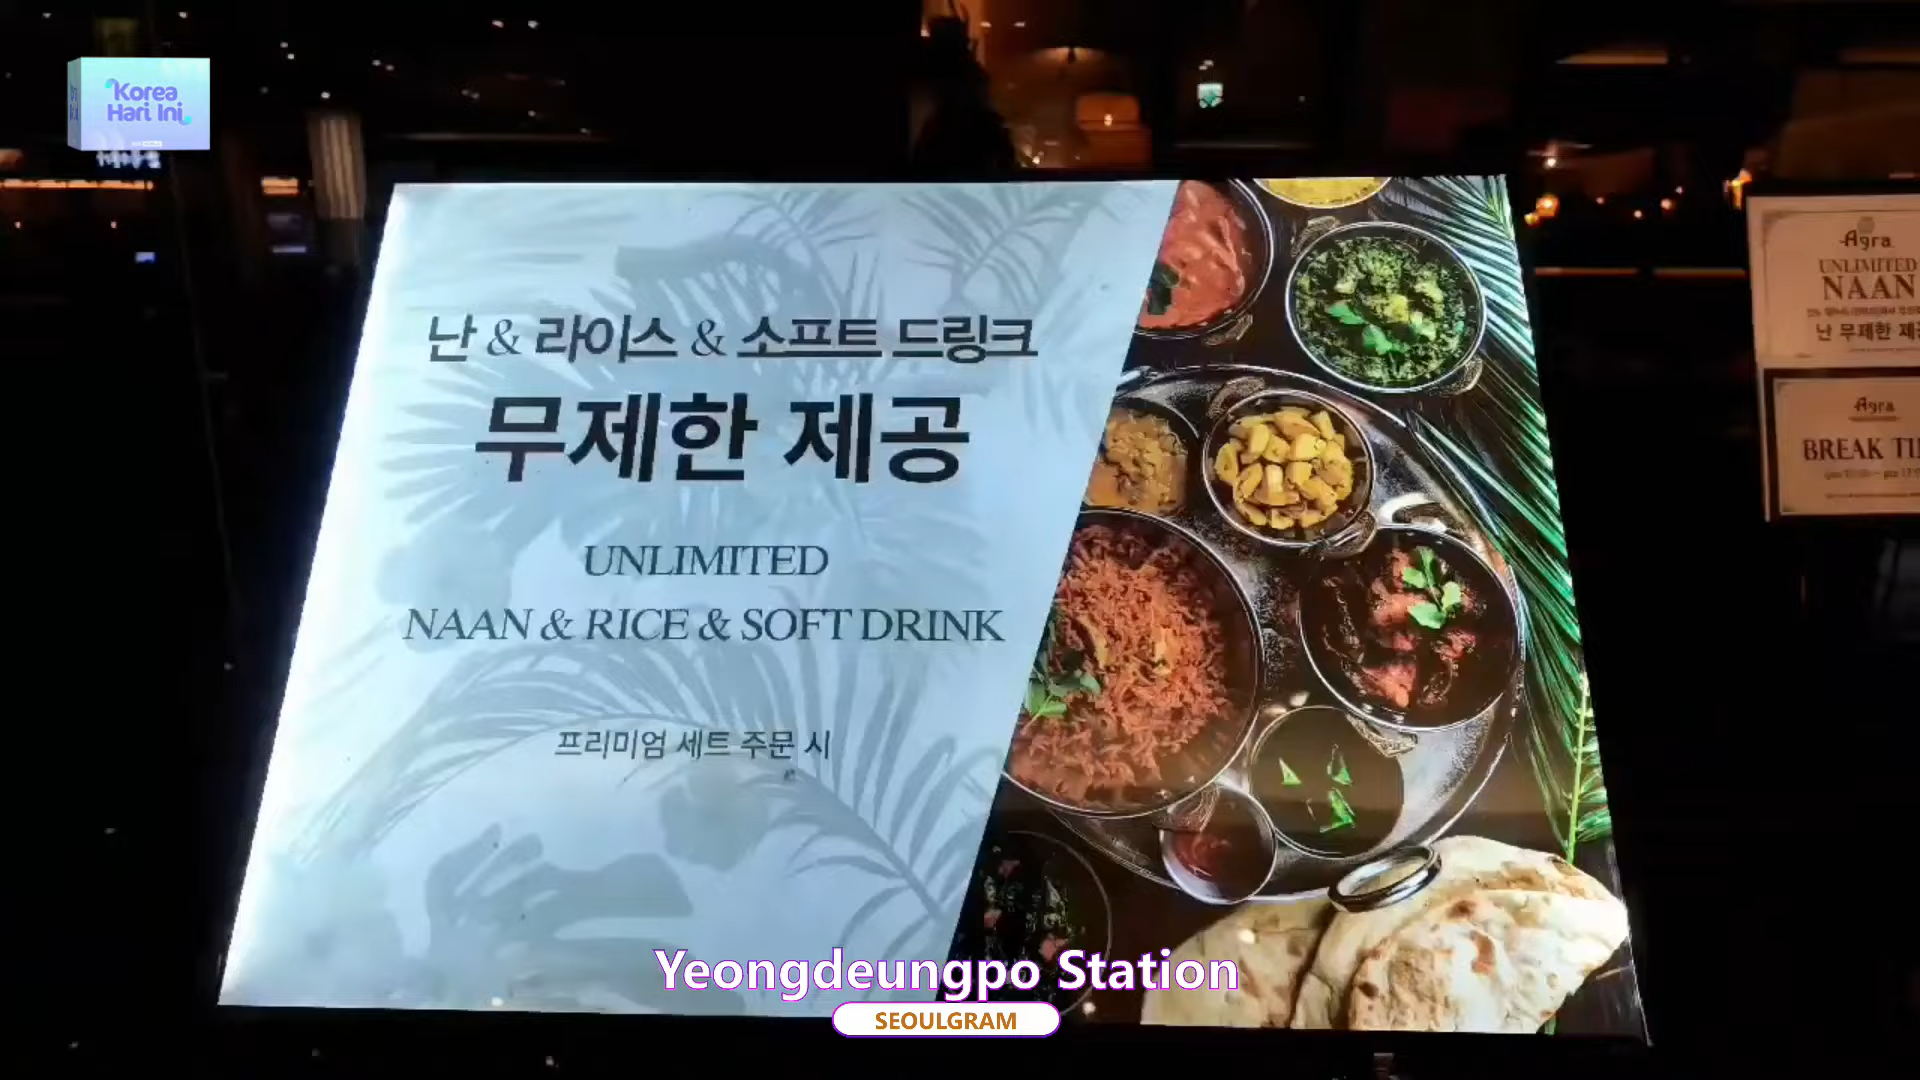 Korea
Hari Ini
난 & 라이스 & 소프트 드링크
무제한 제공
UNLIMITED
NAAN & RICE & SOFT DRINK
프리미엄 세트 주문 시
Agra
UNLIMITED
NAAN
난 무제한
Agra
BREAK
Yeongdeungpo Station
SEOULGRAM